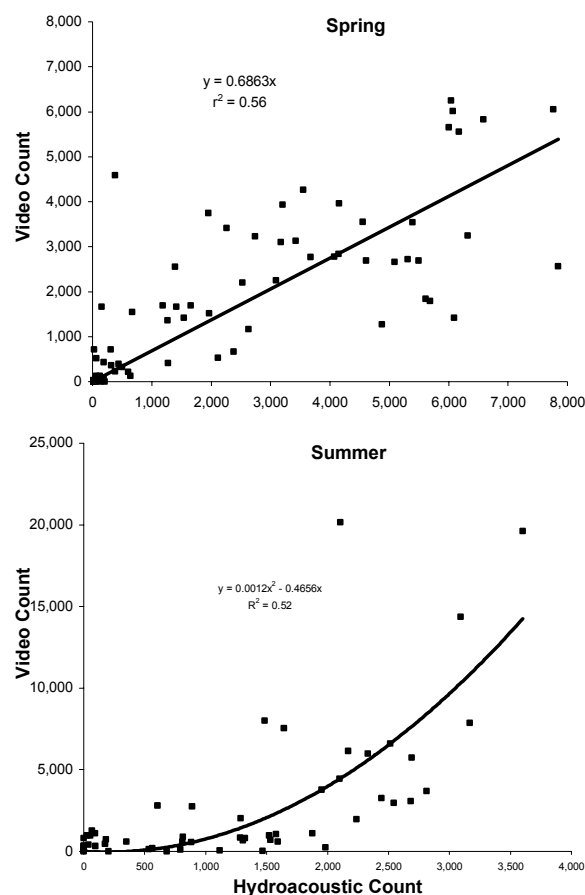 Spring
8,000
7,000
6,000
5,000
4,000
3,000
2,000
1,000
0
Video Count
y = 0.6863x
r² = 0.56
0 1,000 2,000 3,000 4,000 5,000 6,000 7,000 8,000
Summer
25,000
20,000
15,000
10,000
5,000
0
Video Count
y = 0.0012x² - 0.4656x
R² = 0.52
0 500 1,000 1,500 2,000 2,500 3,000 3,500 4,000
Hydroacoustic Count